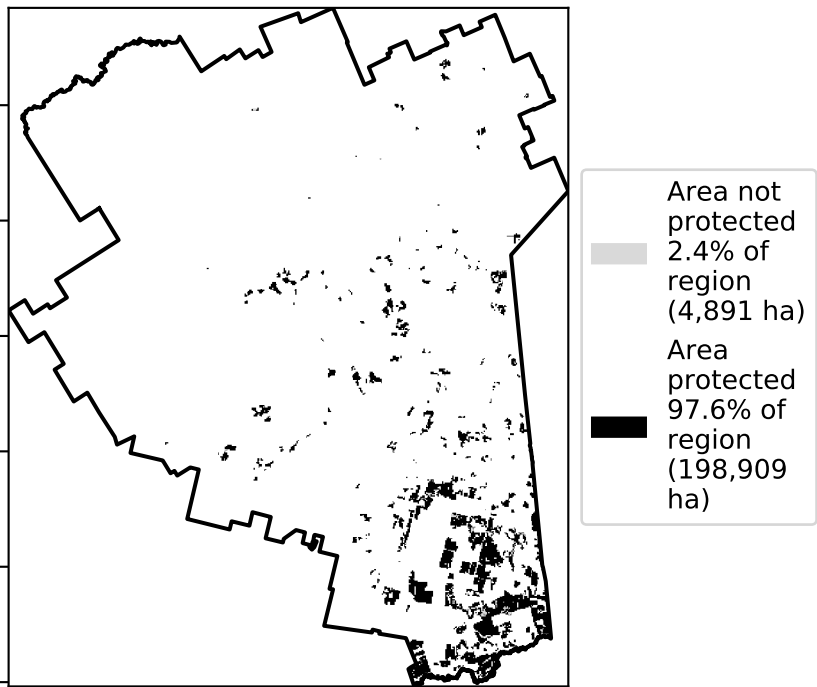 Area not
protected
2.4% of
region
(4,891 ha)
Area
protected
97.6% of
region
(198,909
ha)